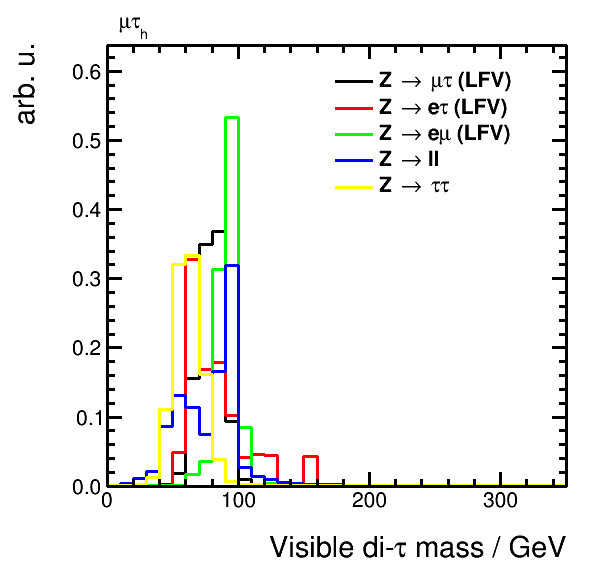 μτh
arb. u.
0.6
0.5
0.4
0.3
0.2
0.1
0.0
Z → μτ (LFV)
Z → eτ (LFV)
Z → eμ (LFV)
Z → ll
Z → ττ
0 100 200 300
Visible di-τ mass / GeV